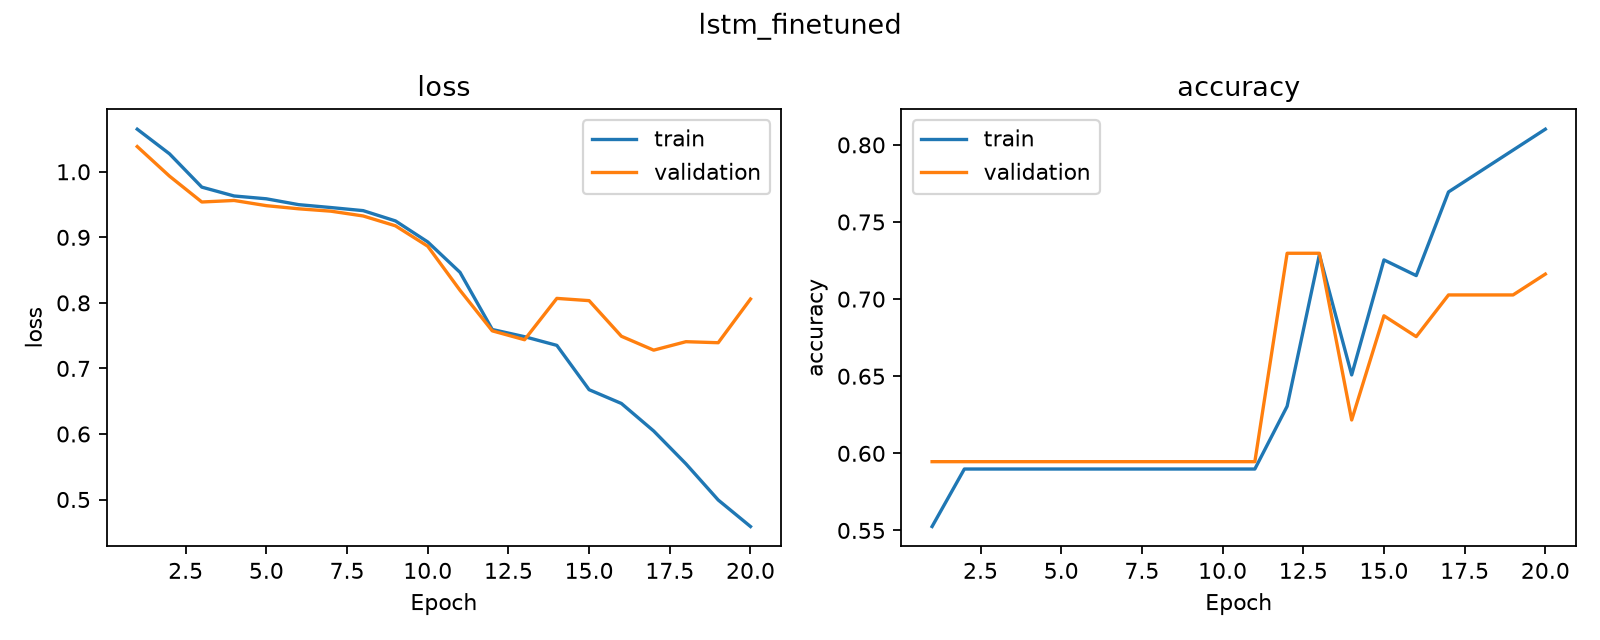 lstm_finetuned
loss
train
validation
1.0
0.9
0.8
0.7
0.6
0.5
loss
2.5 5.0 7.5 10.0 12.5 15.0 17.5 20.0
Epoch
accuracy
train
validation
0.80
0.75
0.70
0.65
0.60
0.55
accuracy
2.5 5.0 7.5 10.0 12.5 15.0 17.5 20.0
Epoch